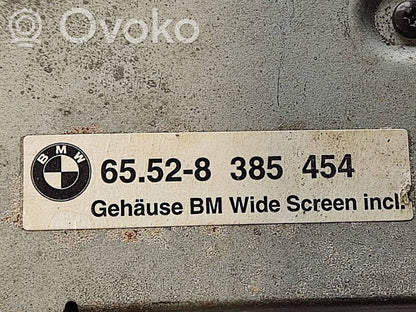 Ovoko
BMW
65.52-8 385 454
Gehäuse BM Wide Screen incl.